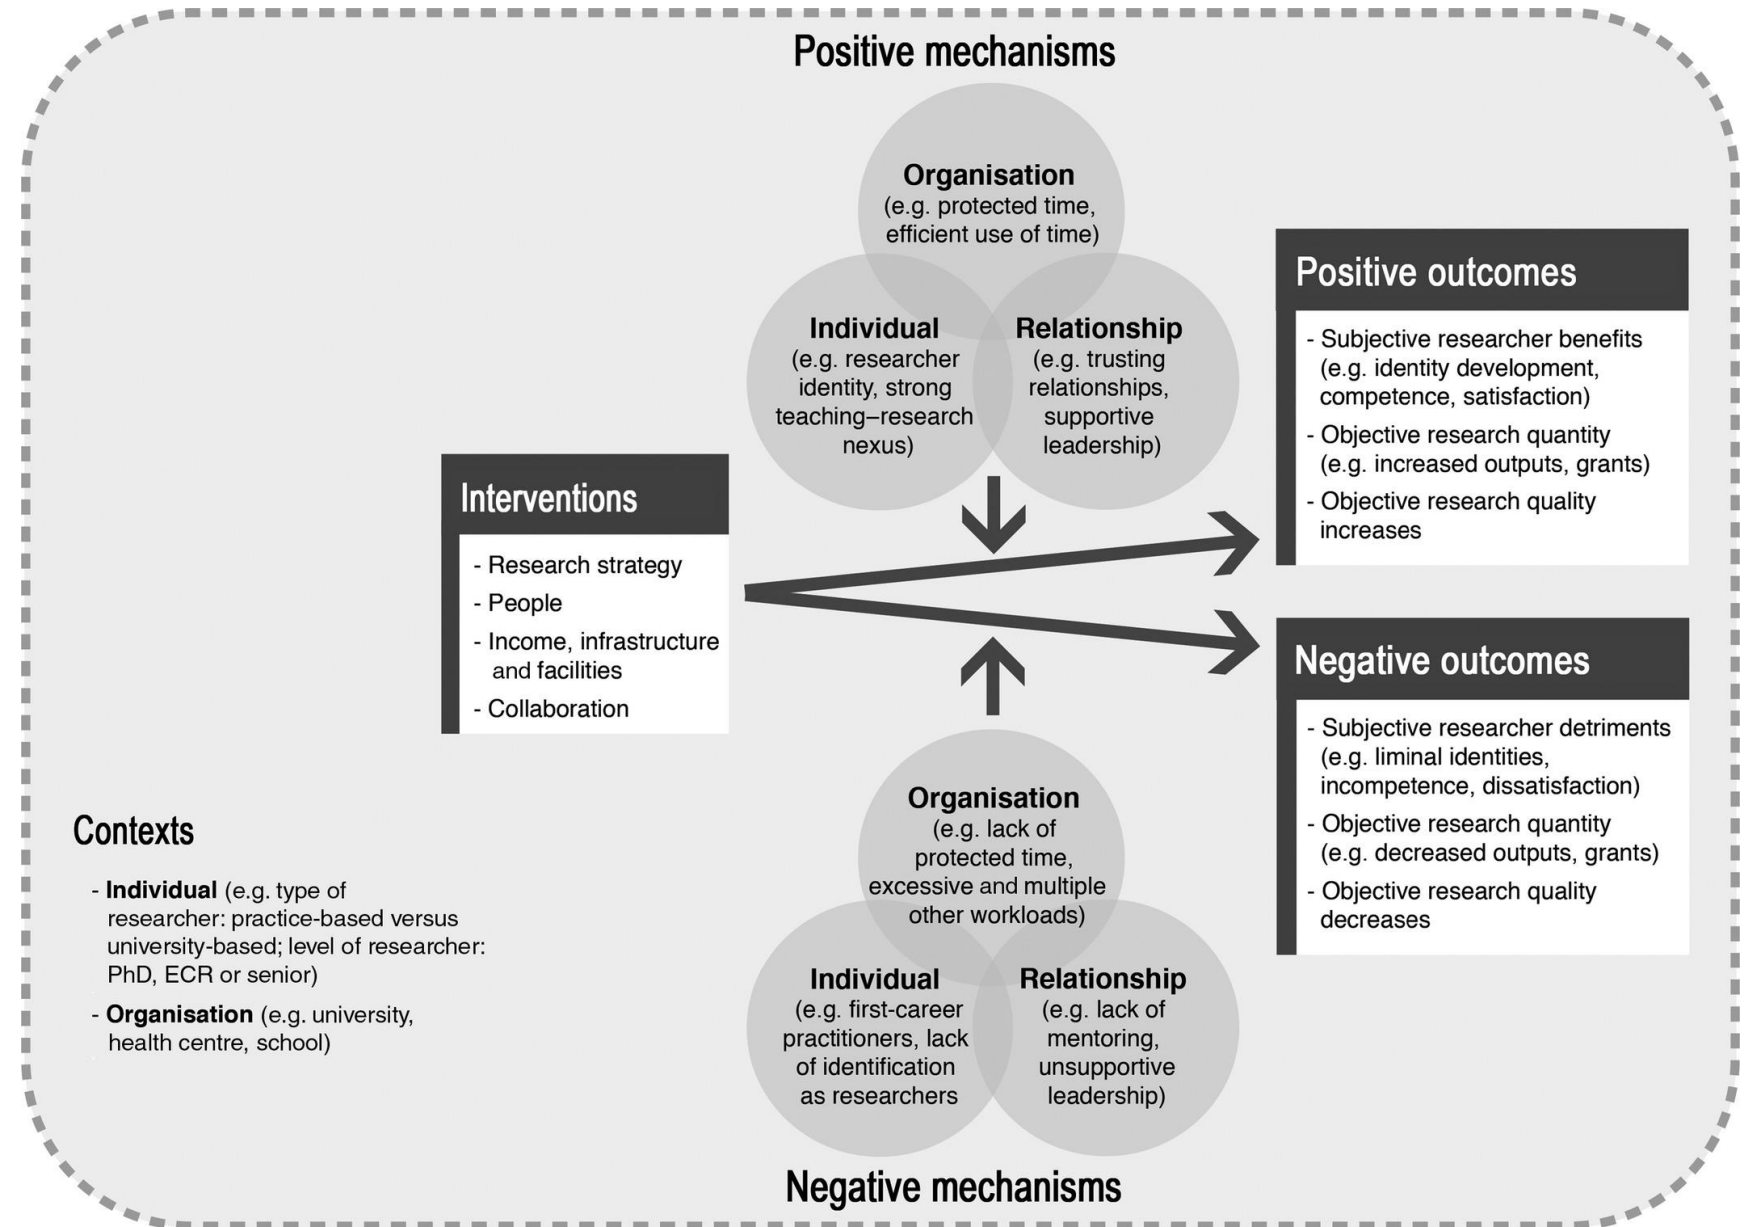 Positive mechanisms
Organisation
(e.g. protected time,
efficient use of time)
Individual
(e.g. researcher
identity, strong
teaching–research
nexus)
Relationship
(e.g. trusting
relationships,
supportive
leadership)
Interventions
- Research strategy
- People
- Income, infrastructure
and facilities
- Collaboration
Positive outcomes
- Subjective researcher benefits
(e.g. identity development,
competence, satisfaction)
- Objective research quantity
(e.g. increased outputs, grants)
- Objective research quality
increases
Negative outcomes
- Subjective researcher detriments
(e.g. liminal identities,
incompetence, dissatisfaction)
- Objective research quantity
(e.g. decreased outputs, grants)
- Objective research quality
decreases
Contexts
- Individual (e.g. type of
researcher: practice-based versus
university-based; level of researcher:
PhD, ECR or senior)
- Organisation (e.g. university,
health centre, school)
Organisation
(e.g. lack of
protected time,
excessive and multiple
other workloads)
Individual
(e.g. first-career
practitioners, lack
of identification
as researchers
Relationship
(e.g. lack of
mentoring,
unsupportive
leadership)
Negative mechanisms